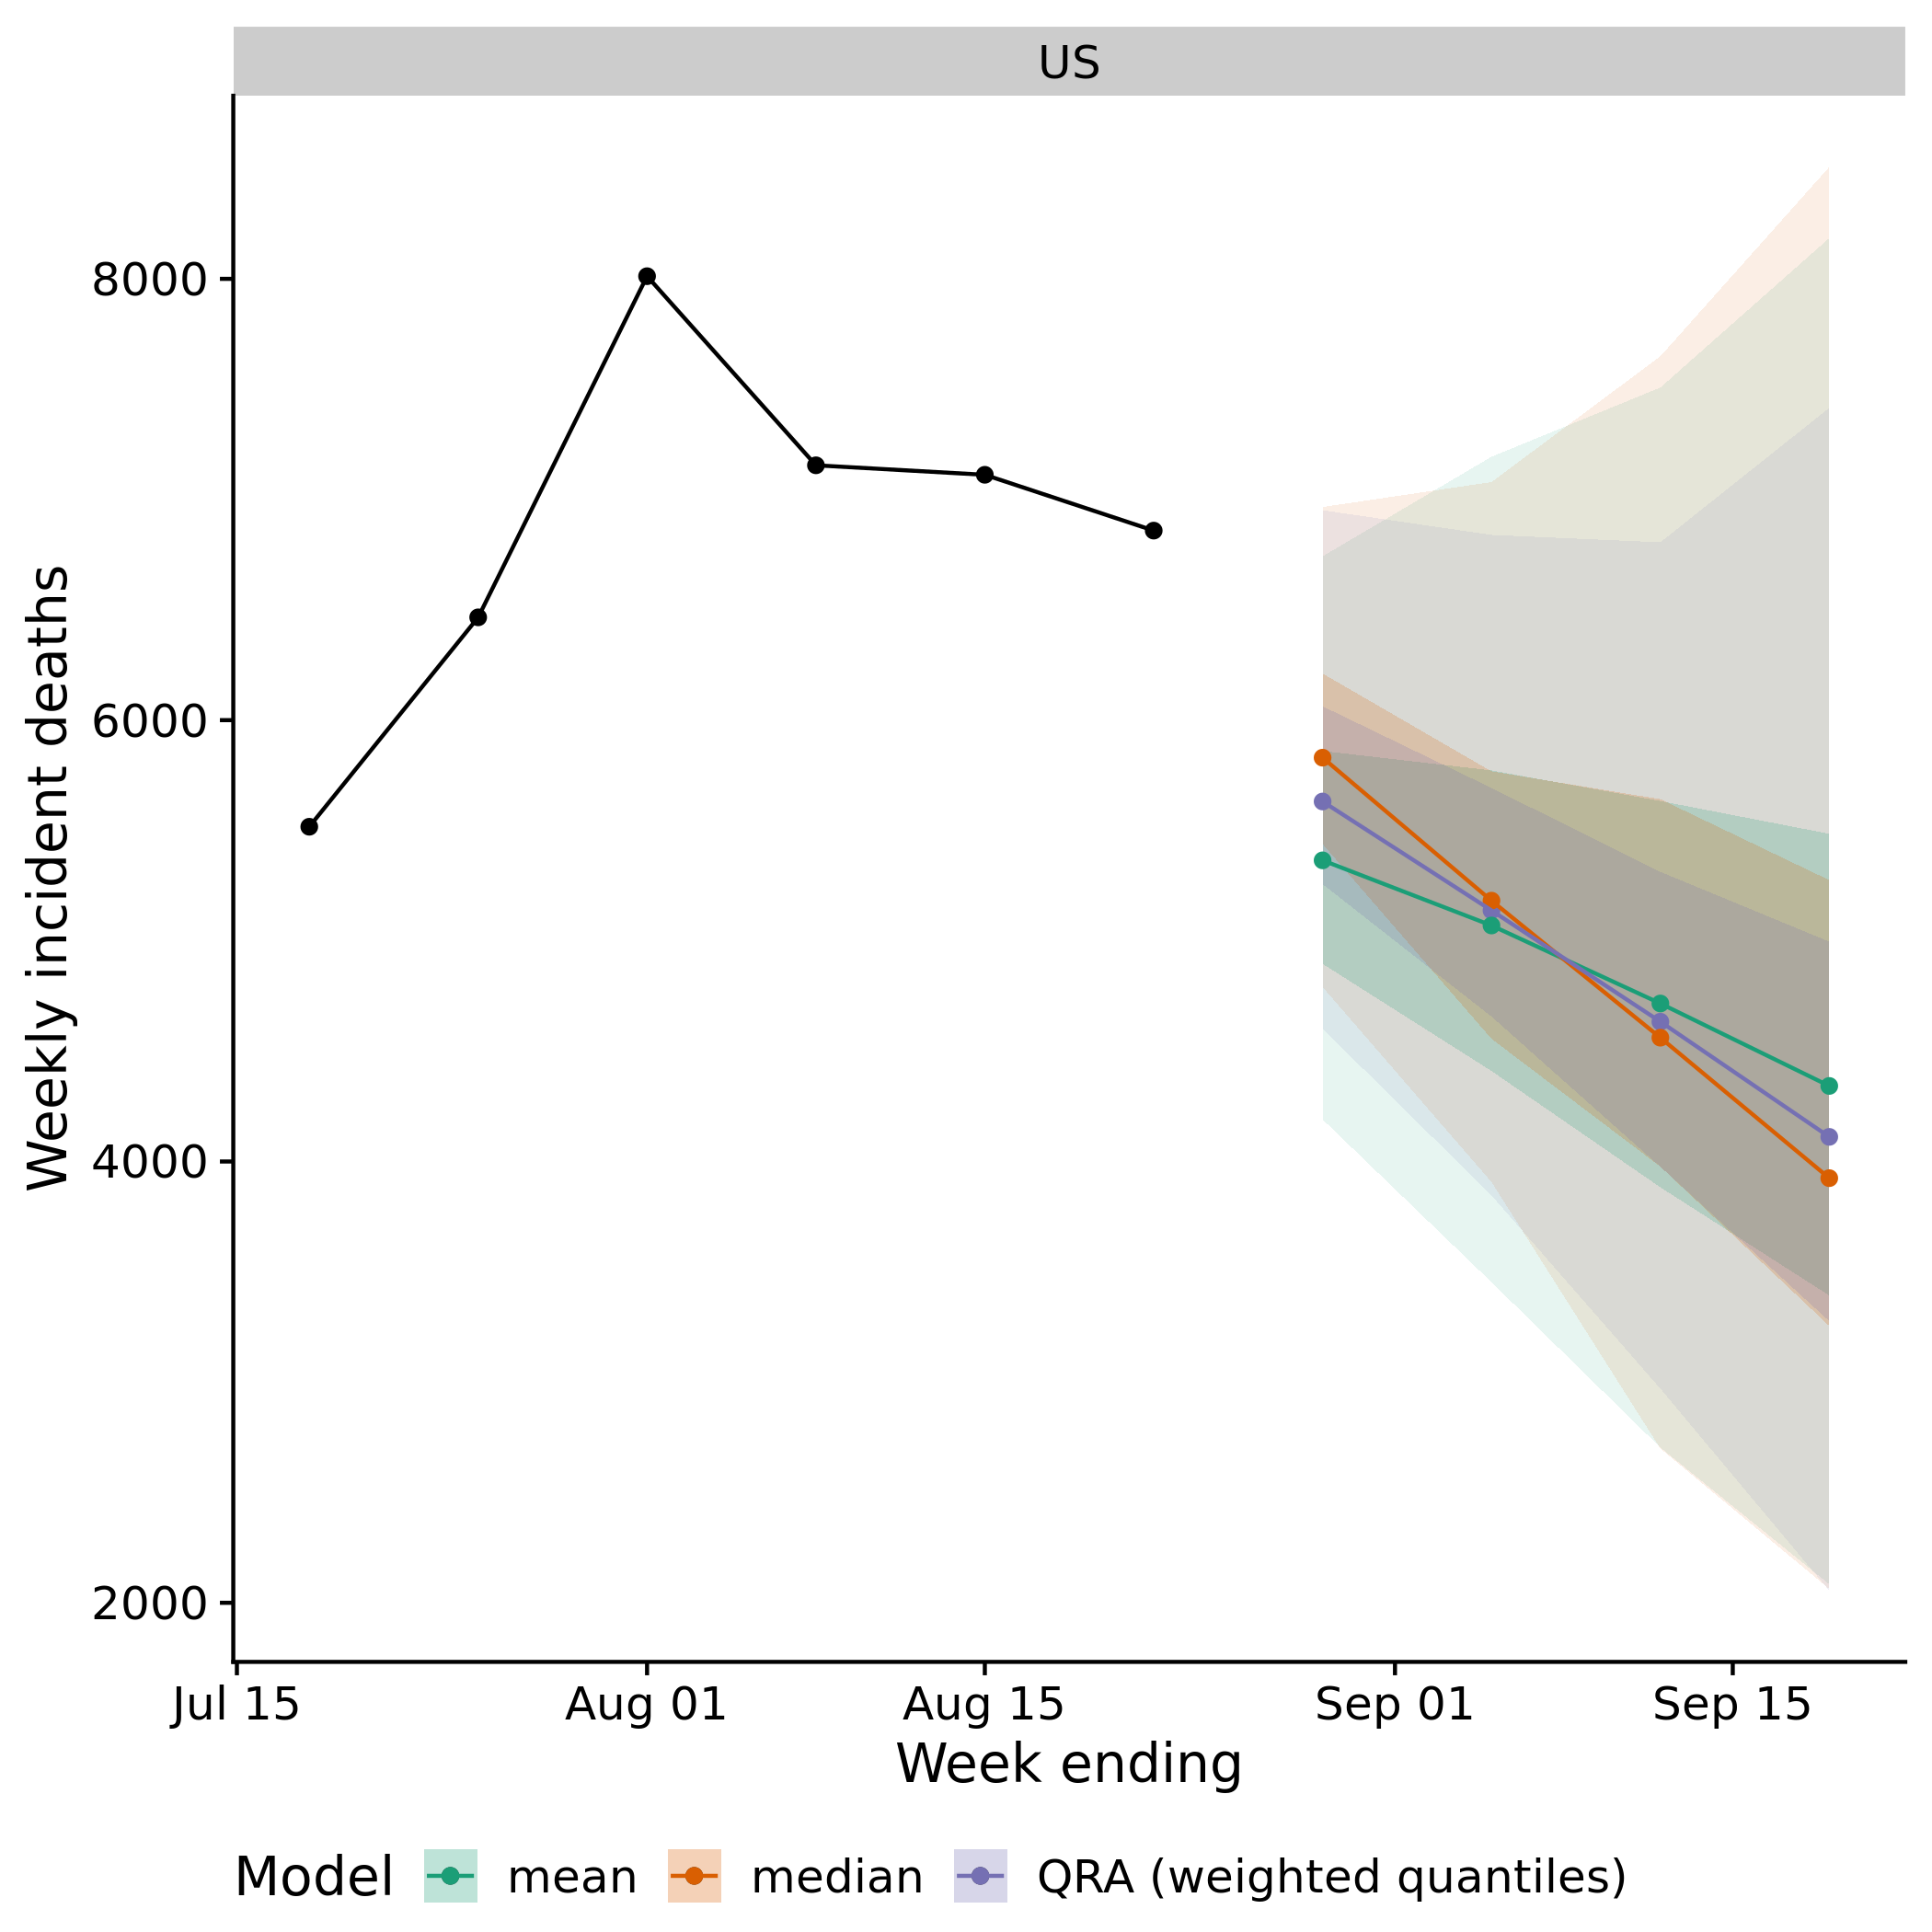 US
Weekly incident deaths
8000
6000
4000
2000
Jul 15 Aug 01 Aug 15 Sep 01 Sep 15
Week ending
Model mean median QRA (weighted quantiles)